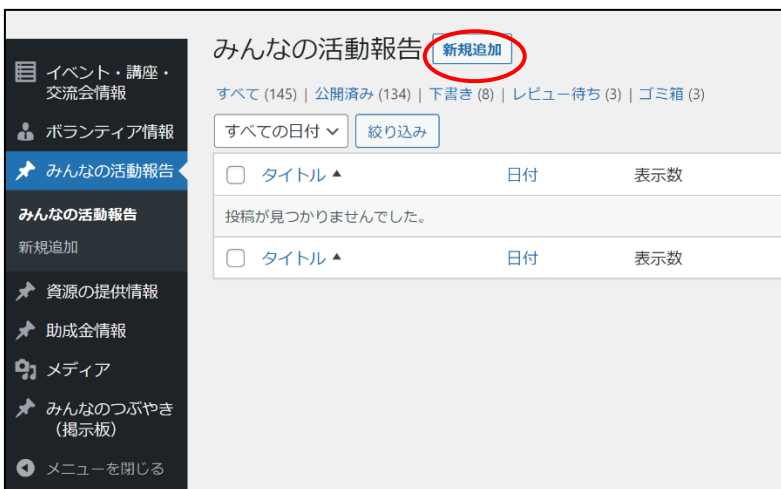 イベント・講座・
交流会情報
ボランティア情報
みんなの活動報告
みんなの活動報告
新規追加
資源の提供情報
助成金情報
メディア
みんなのつぶやき
（掲示板）
メニューを閉じる
みんなの活動報告 新規追加
すべて (145) | 公開済み (134) | 下書き (8) | レビュー待ち (3) | ゴミ箱 (3)
すべての日付 絞り込み
タイトル 日付 表示数
投稿が見つかりませんでした。
タイトル 日付 表示数